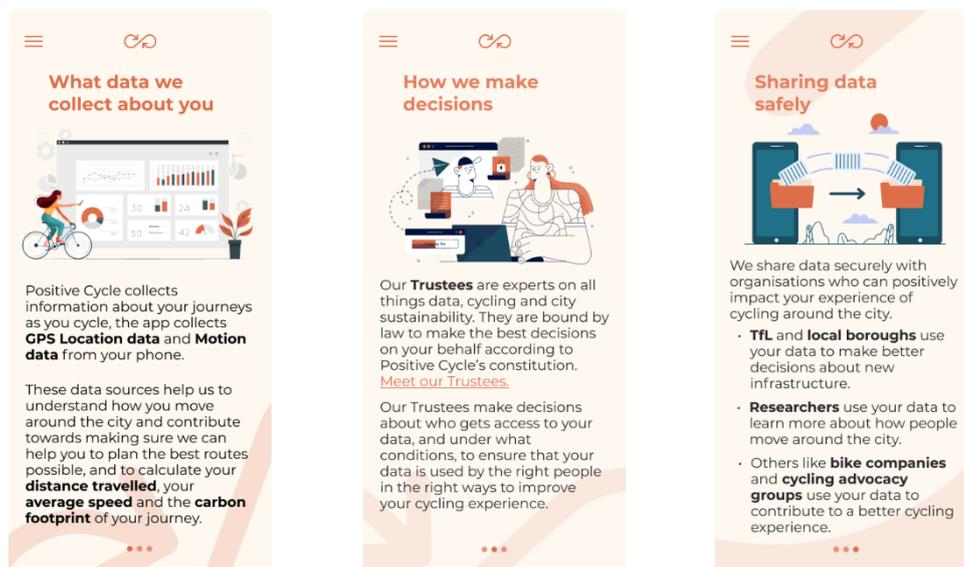 What data we
collect about you
30
24
50
42
Positive Cycle collects
information about your journeys
as you cycle, the app collects
GPS Location data and Motion
data from your phone.
These data sources help us to
understand how you move
around the city and contribute
towards making sure we can
help you to plan the best routes
possible, and to calculate your
distance travelled, your
average speed and the carbon
footprint of your journey.
How we make
decisions
Our Trustees are experts on all
things data, cycling and city
sustainability. They are bound by
law to make the best decisions
on your behalf according to
Positive Cycle's constitution.
Meet our Trustees.
Our Trustees make decisions
about who gets access to your
data, and under what
conditions, to ensure that your
data is used by the right people
in the right ways to improve
your cycling experience.
Sharing data
safely
We share data securely with
organisations who can positively
impact your experience of
cycling around the city.
• TfL and local boroughs use
your data to make better
decisions about new
infrastructure.
• Researchers use your data to
learn more about how people
move around the city.
• Others like bike companies
and cycling advocacy
groups use your data to
contribute to a better cycling
experience.